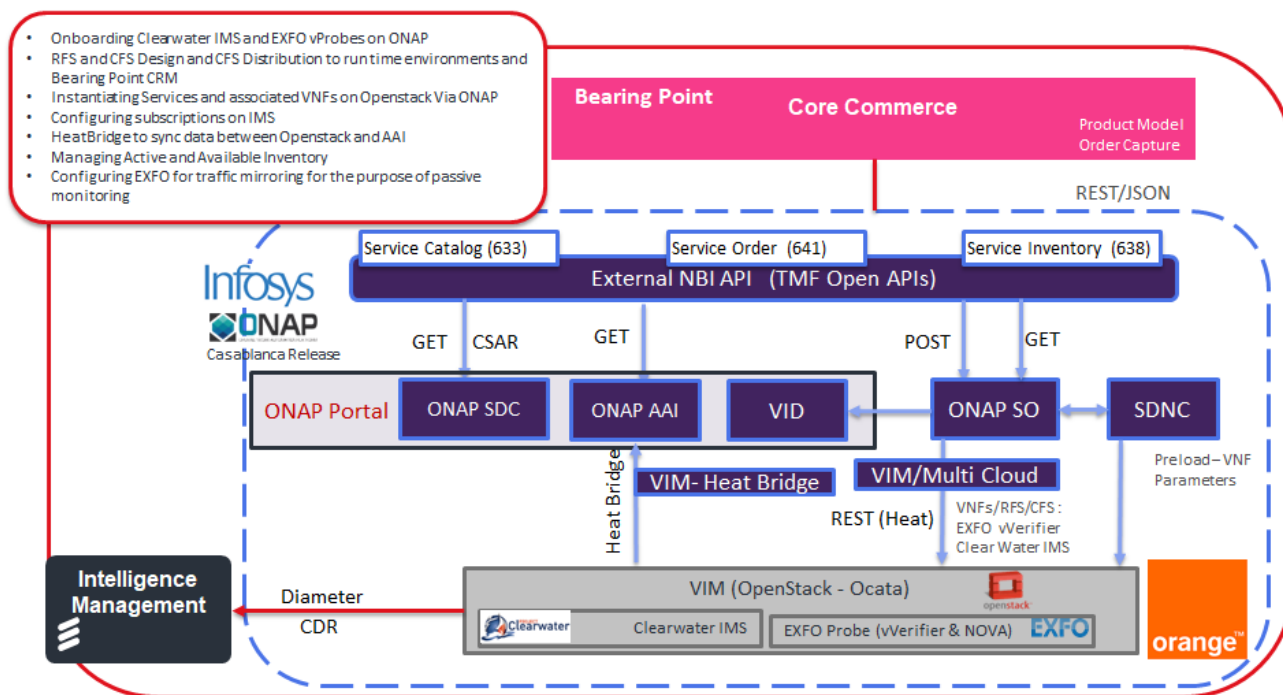 • Onboarding Clearwater IMS and EXFO vProbes on ONAP
• RFS and CFS Design and CFS Distribution to run time environments and
Bearing Point CRM
• Instantiating Services and associated VNFs on Openstack Via ONAP
• Configuring subscriptions on IMS
• HeatBridge to sync data between Openstack and AAI
• Managing Active and Available Inventory
• Configuring EXFO for traffic mirroring for the purpose of passive
monitoring
Bearing Point
Core Commerce
Product Model
Order Capture
REST/JSON
Service Catalog (633)
Service Order (641)
Service Inventory (638)
External NBI API (TMF Open APIs)
Infosys
ONAP
Casablanca Release
GET
CSAR
GET
POST
GET
ONAP Portal
ONAP SDC
ONAP AAI
VID
ONAP SO
SDNC
Heat Bridge
VIM- Heat Bridge
VIM/Multi Cloud
Preload – VNF
Parameters
REST (Heat)
VNFs/RFS/CFS :
EXFO vVerifier
Clear Water IMS
Intelligence
Management
Diameter
CDR
VIM (OpenStack - Ocata)
openstack
Clearwater
Clearwater IMS
EXFO Probe (vVerifier & NOVA)
EXFO
orange™